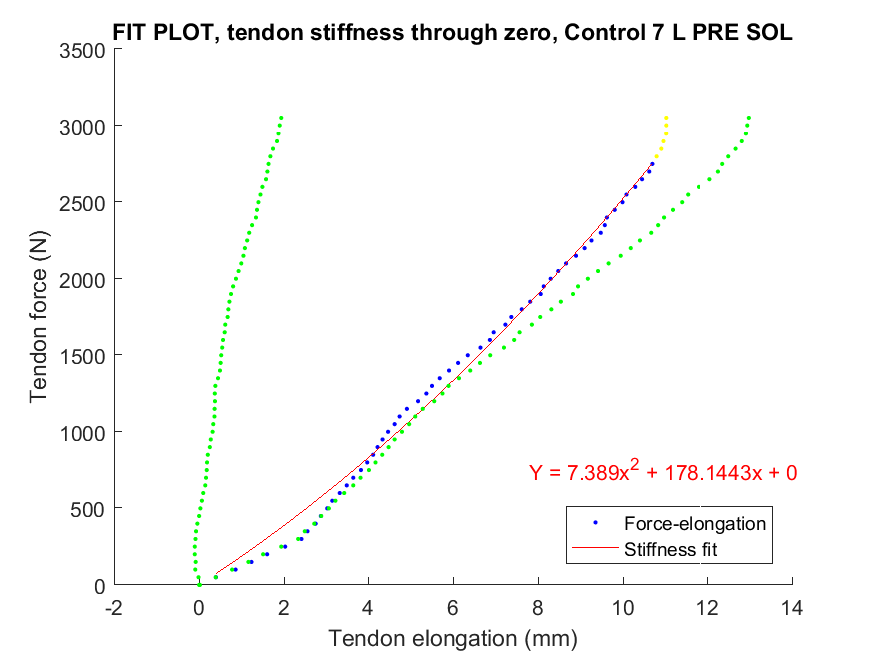 FIT PLOT, tendon stiffness through zero, Control 7 L PRE SOL
3500
3000
2500
2000
1500
1000
500
0
Tendon force (N)
Y = 7.389x² + 178.1443x + 0
Force-elongation
Stiffness fit
-2 0 2 4 6 8 10 12 14
Tendon elongation (mm)